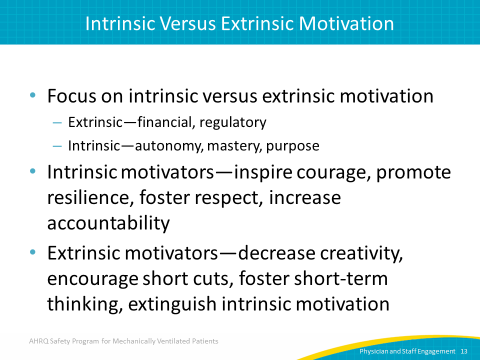 Intrinsic Versus Extrinsic Motivation
• Focus on intrinsic versus extrinsic motivation
– Extrinsic—financial, regulatory
– Intrinsic—autonomy, mastery, purpose
• Intrinsic motivators—inspire courage, promote
resilience, foster respect, increase
accountability
• Extrinsic motivators—decrease creativity,
encourage short cuts, foster short-term
thinking, extinguish intrinsic motivation
AHRQ Safety Program for Mechanically Ventilated Patients
Physician and Staff Engagement 13